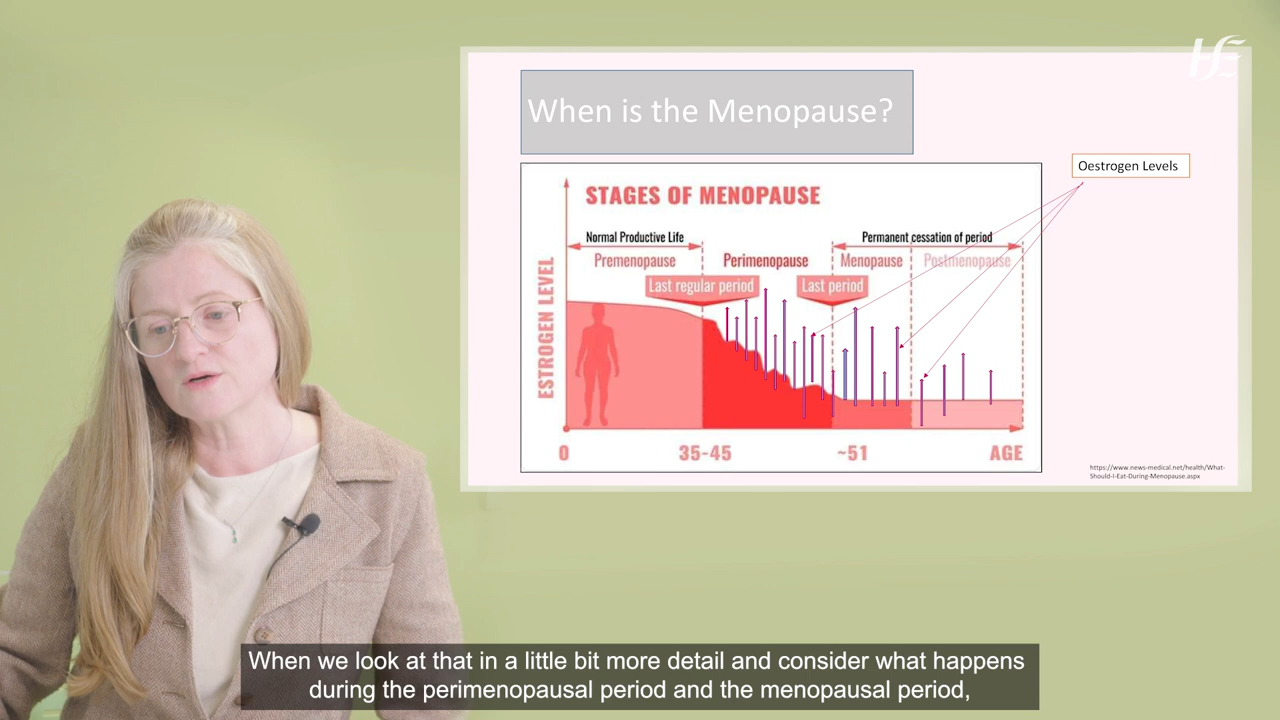 HSE
When is the Menopause?
Oestrogen Levels
STAGES OF MENOPAUSE
Normal Productive Life
Permanent cessation of period
Premenopause
Perimenopause
Menopause
Postmenopause
Last regular period
Last period
ESTROGEN LEVEL
0
35-45
~51
AGE
https://www.news-medical.net/health/What-
Should-I-Eat-During-Menopause.aspx
When we look at that in a little bit more detail and consider what happens
during the perimenopausal period and the menopausal period,